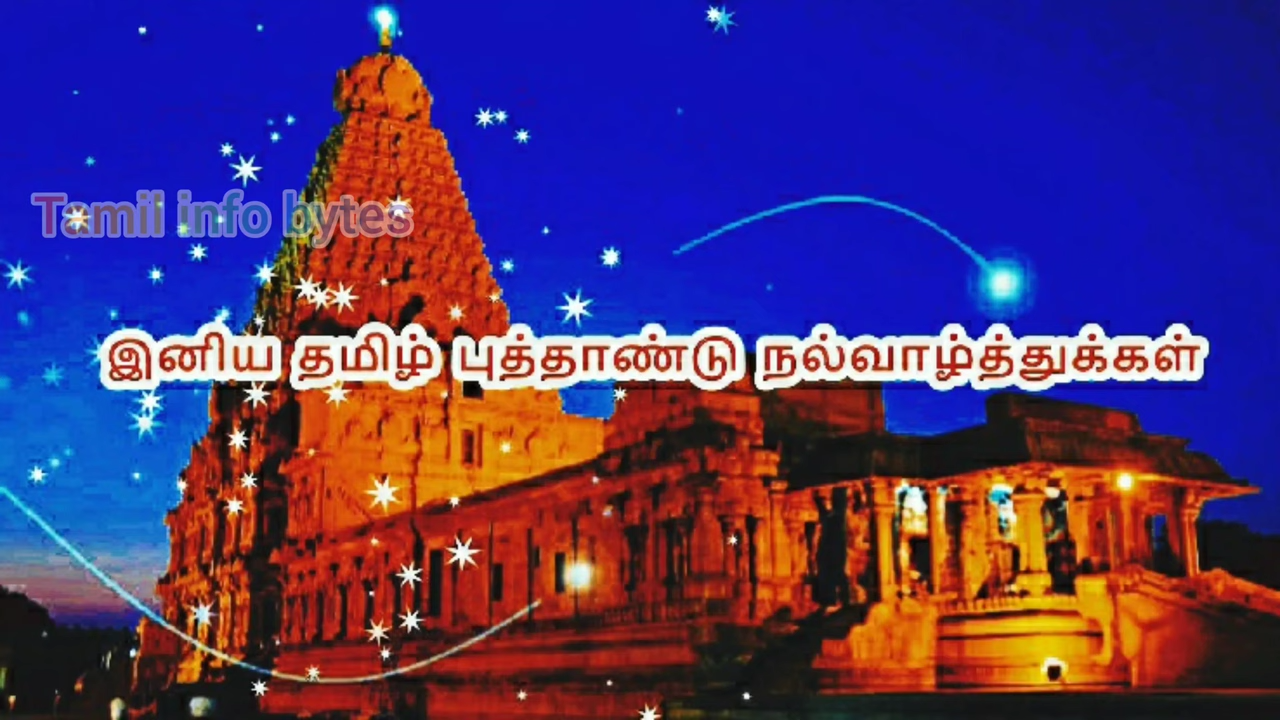 Tamil info bytes
இனிய தமிழ் புத்தாண்டு நல்வாழ்த்துக்கள்